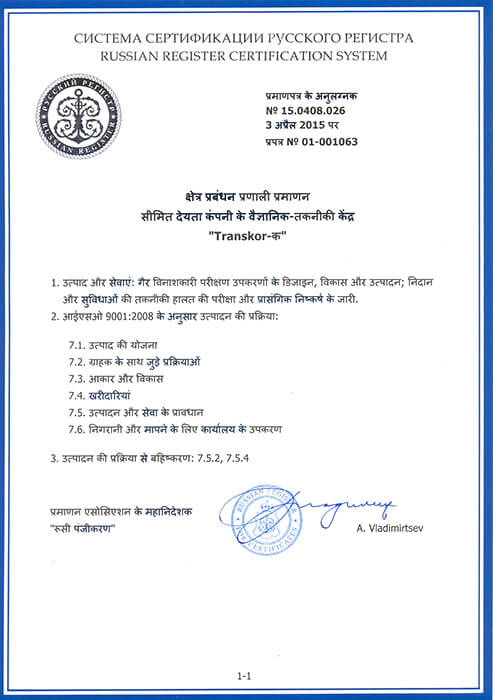 СИСТЕМА СЕРТИФИКАЦИИ РУССКОГО РЕГИСТРА
RUSSIAN REGISTER CERTIFICATION SYSTEM
РУССКИЙ РЕГИСТР
RUSSIAN REGISTER
प्रमाणपत्र के अनुलग्नक
№ 15.0408.026
3 अप्रैल 2015 पर
प्रपत्र № 01-001063
क्षेत्र प्रबंधन प्रणाली प्रमाणन
सीमित देयता कंपनी के वैज्ञानिक-तकनीकी केंद्र
"Transkor-क"
1. उत्पाद और सेवाएं: गैर विनाशकारी परीक्षण उपकरणों के डिजाइन, विकास और उत्पादन; निदान
और सुविधाओं की तकनीकी हालत की परीक्षा और प्रासंगिक निष्कर्ष के जारी.
2. आईएसओ 9001:2008 के अनुसार उत्पादन की प्रक्रिया:
7.1. उत्पाद की योजना
7.2. ग्राहक के साथ जुड़े प्रक्रियाओं
7.3. आकार और विकास
7.4. खरीदारियां
7.5. उत्पादन और सेवा के प्रावधान
7.6. निगरानी और मापने के लिए कार्यालय के उपकरण
3. उत्पादन की प्रक्रिया से बहिष्करण: 7.5.2, 7.5.4
प्रमाणन एसोसिएशन के महानिदेशक
"रूसी पंजीकरण"
RUSSIAN REGISTER
FOR CERTIFICATES
A. Vladimirtsev
1-1